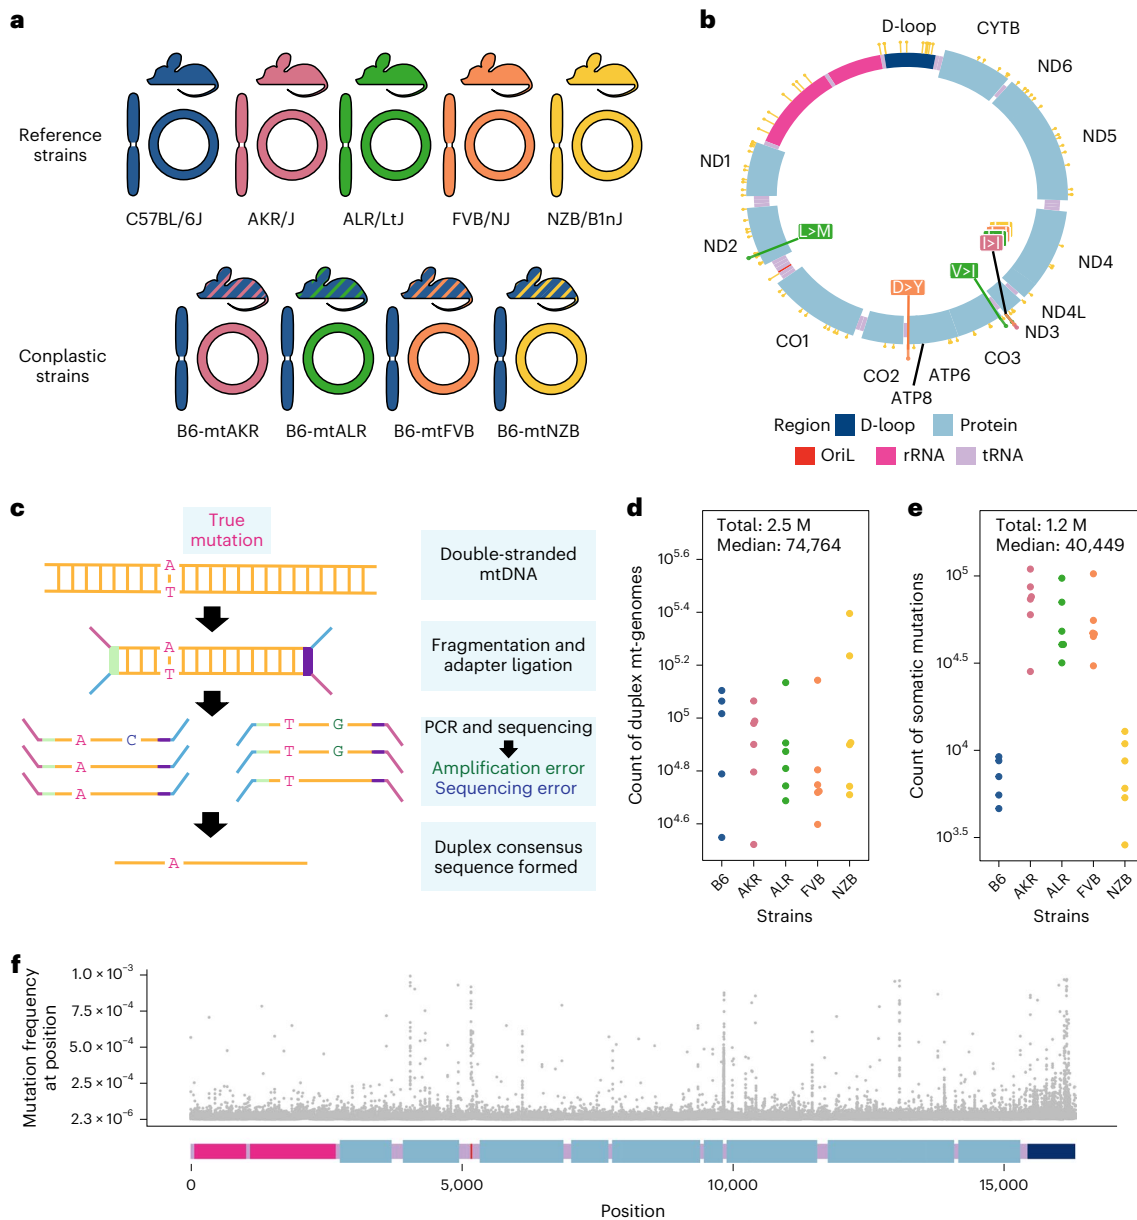 a
Reference
strains
C57BL/6J
AKR/J
ALR/LtJ
FVB/NJ
NZB/B1nJ
Conplastic
strains
B6-mtAKR
B6-mtALR
B6-mtFVB
B6-mtNZB
b
D-loop
CYTB
ND6
ND5
ND4
ND4L
ND3
CO3
ATP6
ATP8
CO2
CO1
ND2
ND1
L>M
D>Y
V>I
I>I
Region
D-loop
Protein
OriL
rRNA
tRNA
c
True
mutation
A
T
Double-stranded
mtDNA
A
T
Fragmentation and
adapter ligation
A C
A
A
T G
T G
T
PCR and sequencing
Amplification error
Sequencing error
A
Duplex consensus
sequence formed
d
Total: 2.5 M
Median: 74,764
Count of duplex mt-genomes
10^5.6
10^5.4
10^5.2
10^5
10^4.8
10^4.6
B6
AKR
ALR
FVB
NZB
Strains
e
Total: 1.2 M
Median: 40,449
Count of somatic mutations
10^5
10^4.5
10^4
10^3.5
B6
AKR
ALR
FVB
NZB
Strains
f
Mutation frequency
at position
1.0 × 10^−3
7.5 × 10^−4
5.0 × 10^−4
2.5 × 10^−4
2.3 × 10^−6
0
5,000
10,000
15,000
Position